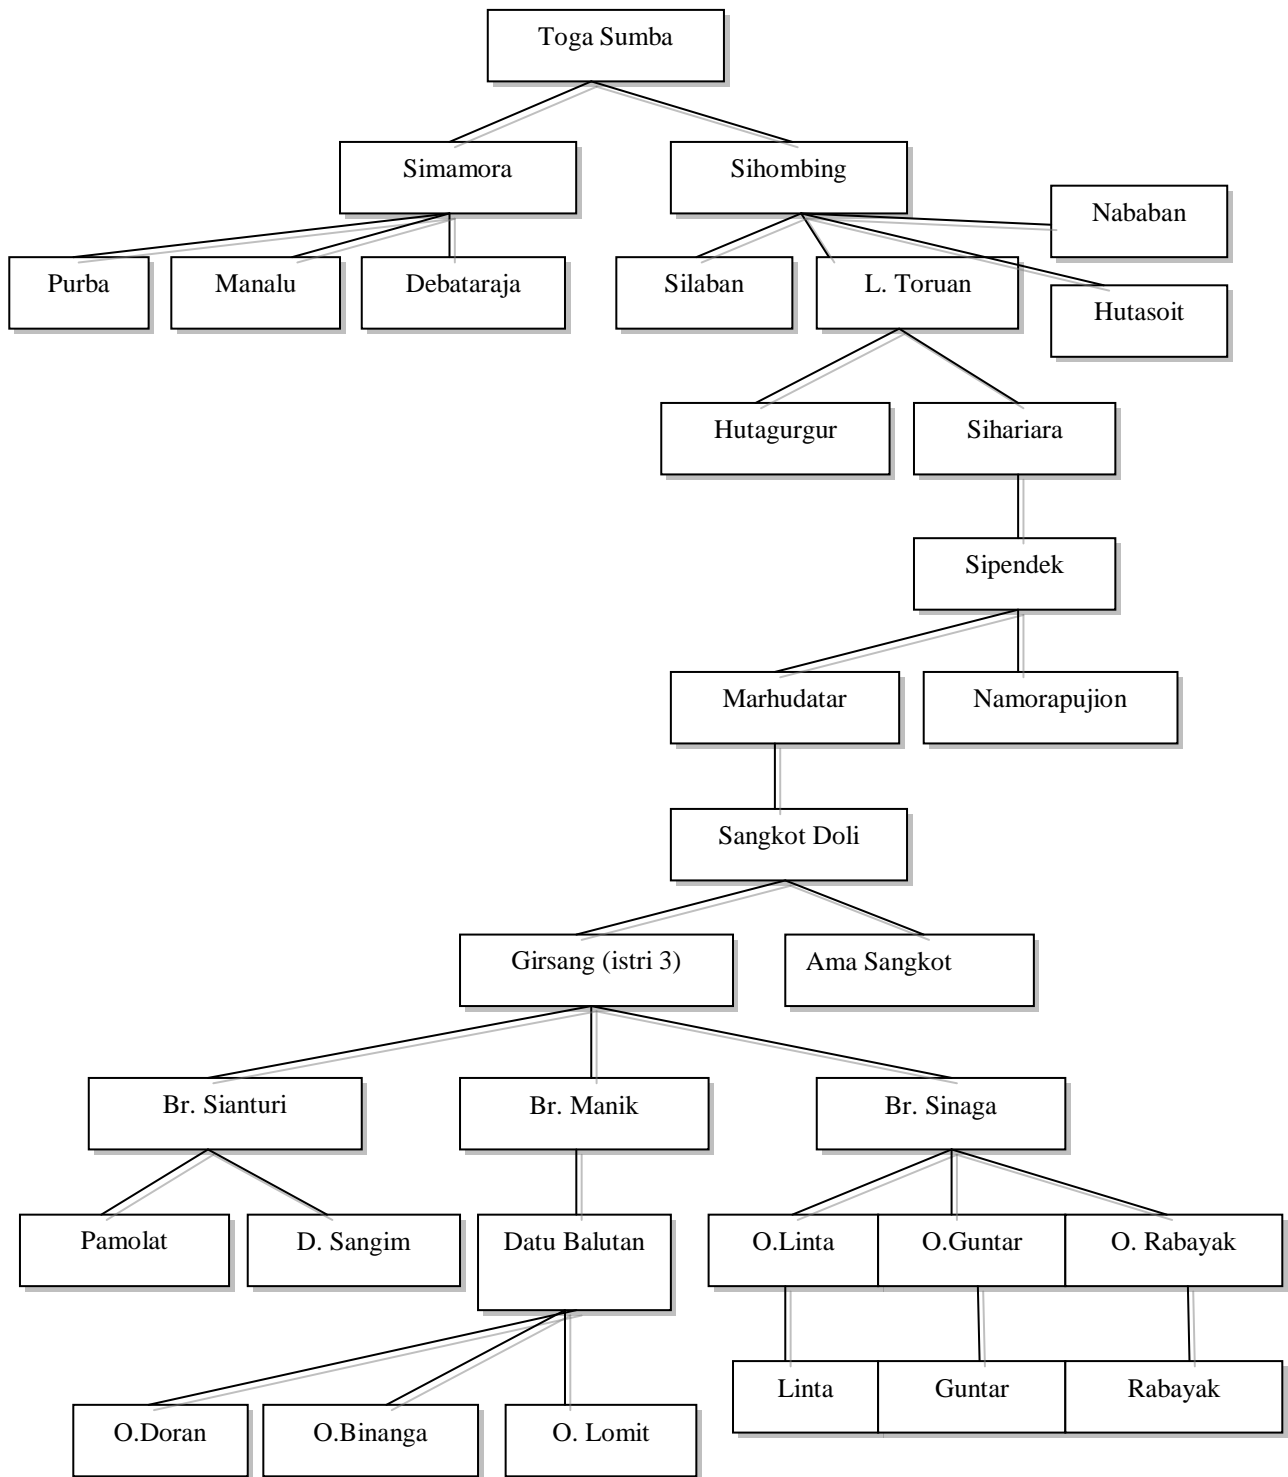 Toga Sumba
Simamora
Sihombing
Nababan
Purba
Manalu
Debataraja
Silaban
L. Toruan
Hutasoit
Hutagurgur
Sihariara
Sipendek
Marhudatar
Namorapujion
Sangkot Doli
Girsang (istri 3)
Ama Sangkot
Br. Sianturi
Br. Manik
Br. Sinaga
Pamolat
D. Sangim
Datu Balutan
O.Linta
O.Guntar
O. Rabayak
Linta
Guntar
Rabayak
O.Doran
O.Binanga
O. Lomit